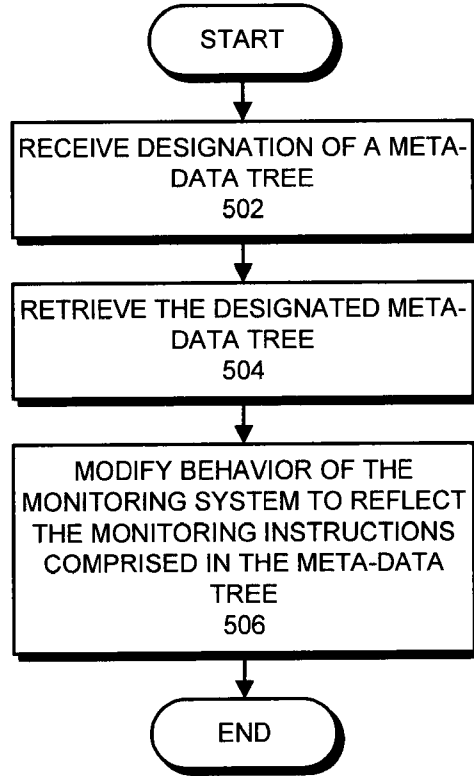 START
RECEIVE DESIGNATION OF A META-
DATA TREE
502
RETRIEVE THE DESIGNATED META-
DATA TREE
504
MODIFY BEHAVIOR OF THE
MONITORING SYSTEM TO REFLECT
THE MONITORING INSTRUCTIONS
COMPRISED IN THE META-DATA
TREE
506
END